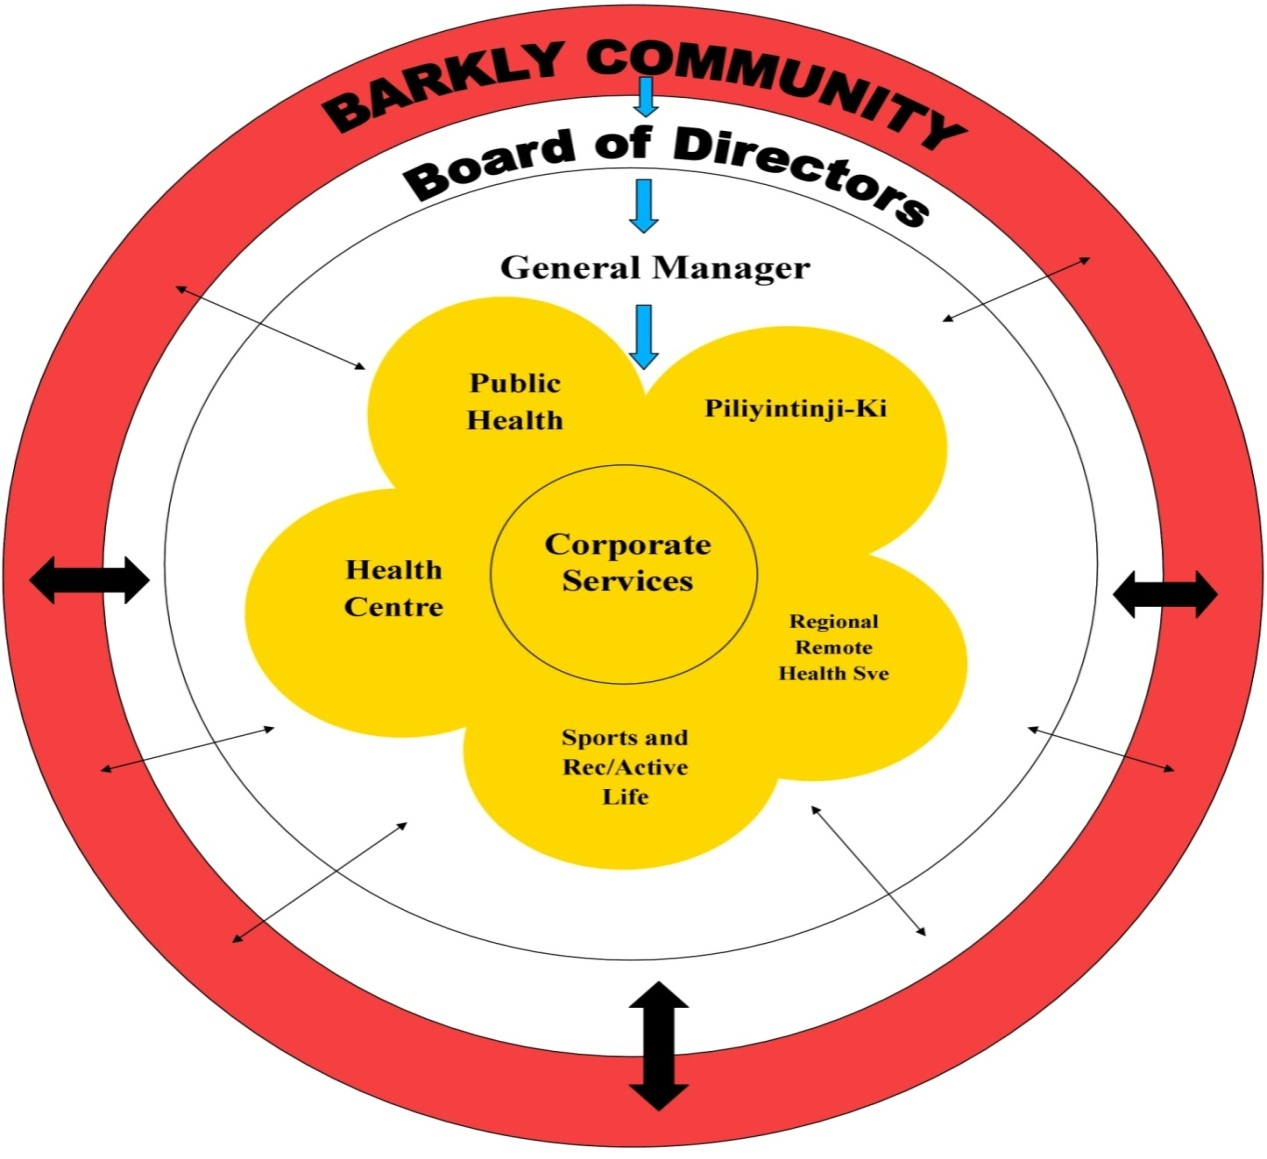 BARKLY COMMUNITY
Board of Directors
General Manager
Public
Health
Piliyintinji-Ki
Corporate
Services
Health
Centre
Regional
Remote
Health Sve
Sports and
Rec/Active
Life